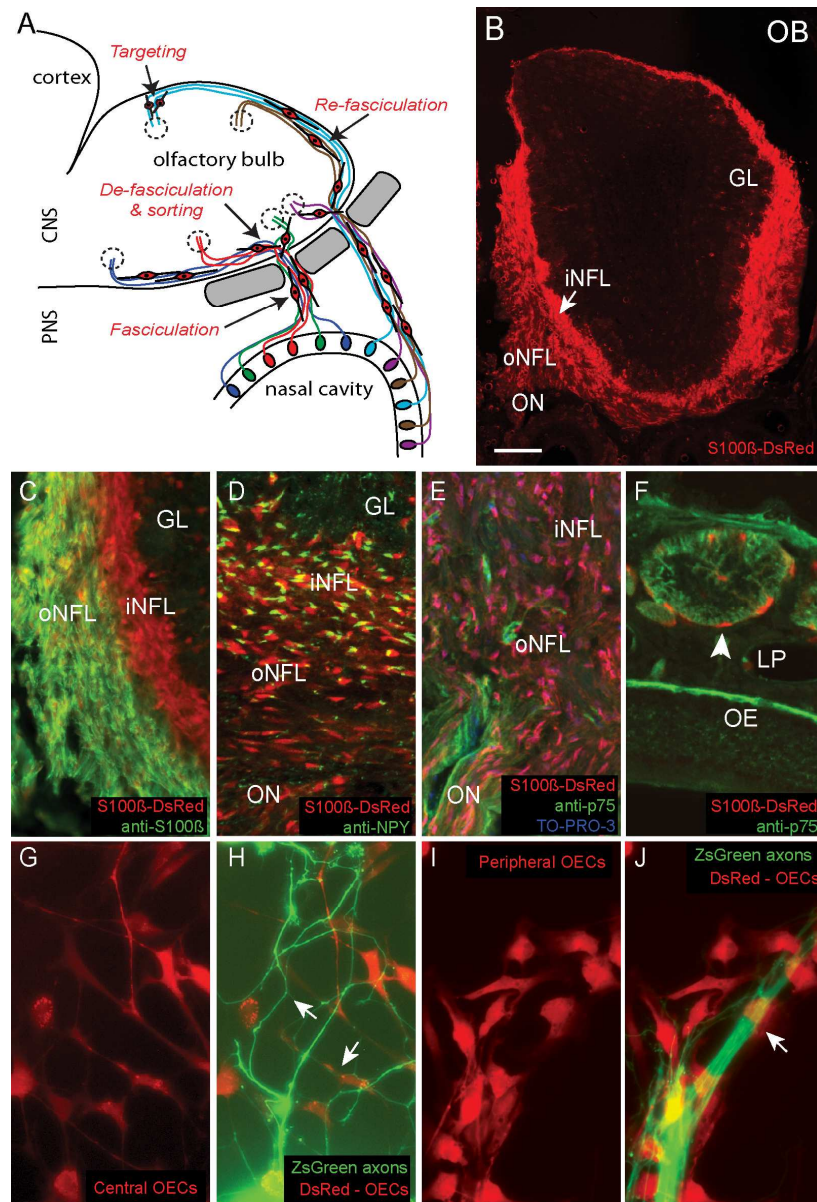 A
Targeting
cortex
Re-fasciculation
olfactory bulb
De-fasciculation
& sorting
CNS
PNS
Fasciculation
nasal cavity
B
OB
GL
iNFL
oNFL
ON
S100ß-DsRed
C
GL
oNFL
iNFL
S100ß-DsRed
anti-S100ß
D
GL
iNFL
oNFL
ON
S100ß-DsRed
anti-NPY
E
iNFL
oNFL
ON
S100ß-DsRed
anti-p75
TO-PRO-3
F
LP
OE
S100ß-DsRed
anti-p75
G
Central OECs
H
ZsGreen axons
DsRed - OECs
I
Peripheral OECs
J
ZsGreen axons
DsRed - OECs